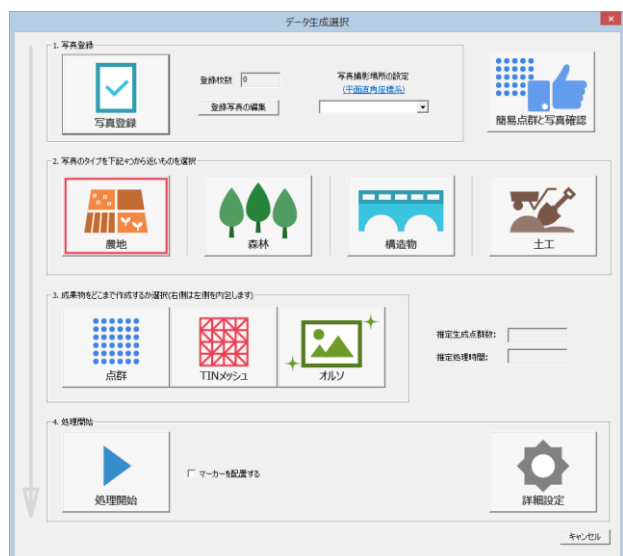 データ生成選択
1. 写真登録
写真登録
登録枚数 0
登録写真の編集
写真撮影場所の設定
(平面直角座標系)
簡易点群と写真確認
2. 写真のタイプを下記4つから近いものを選択
農地
森林
構造物
土工
3. 成果物をどこまで作成するか選択(右側は左側を内包します)
点群
TINメッシュ
オルソ
推定生成点群数:
推定処理時間:
4. 処理開始
処理開始
マーカーを配置する
詳細設定
キャンセル